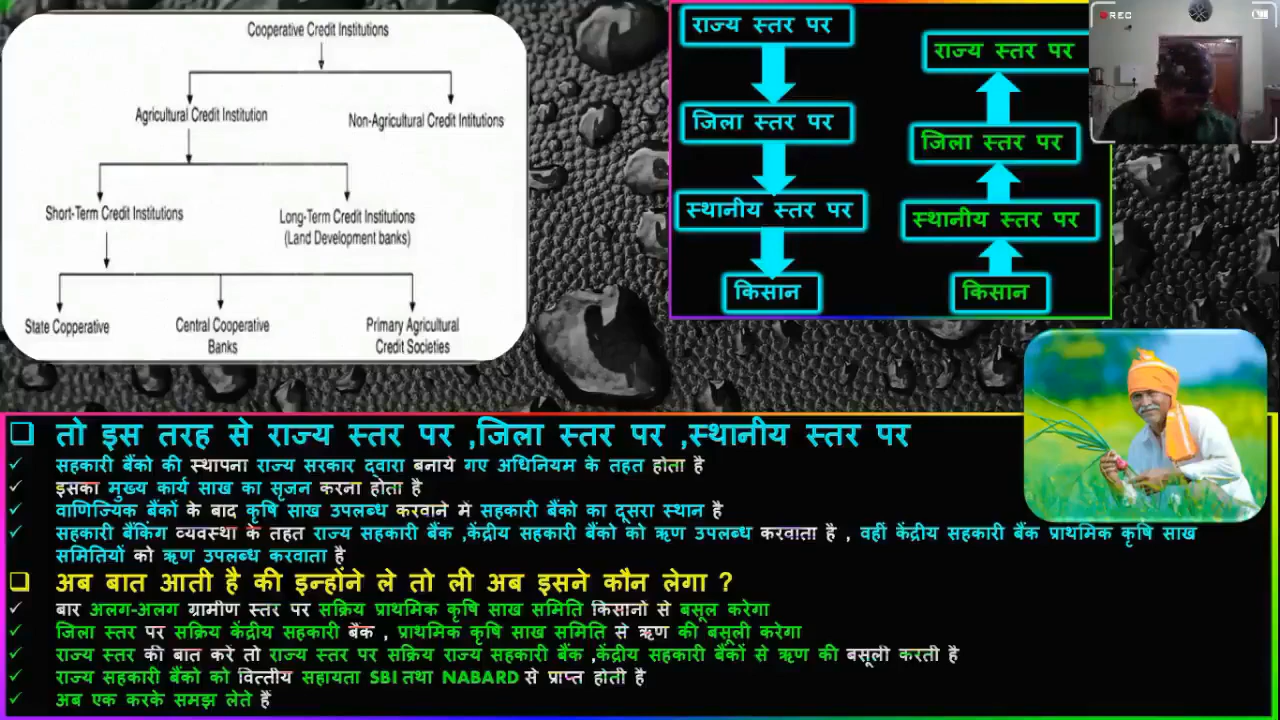 Cooperative Credit Institutions
Agricultural Credit Institution
Non-Agricultural Credit Intitutions
Short-Term Credit Institutions
Long-Term Credit Institutions
(Land Development banks)
State Copperative
Central Cooperative
Banks
Primary Agricultural
Credit Societies
राज्य स्तर पर
जिला स्तर पर
स्थानीय स्तर पर
किसान
राज्य स्तर पर
जिला स्तर पर
स्थानीय स्तर पर
किसान
REC
तो इस तरह से राज्य स्तर पर ,जिला स्तर पर ,स्थानीय स्तर पर
सहकारी बैंको की स्थापना राज्य सरकार द्वारा बनाये गए अधिनियम के तहत होता है
इसका मुख्य कार्य साख का सृजन करना होता है
वाणिज्यिक बैंकों के बाद कृषि साख उपलब्ध करवाने में सहकारी बैंको का दूसरा स्थान है
सहकारी बैंकिंग व्यवस्था के तहत राज्य सहकारी बैंक ,केंद्रीय सहकारी बैंको को ऋण उपलब्ध करवाता है , वहीं केंद्रीय सहकारी बैंक प्राथमिक कृषि साख
समितियों को ऋण उपलब्ध करवाता है
अब बात आती है की इन्होंने ले तो ली अब इसने कौन लेगा ?
बार अलग-अलग ग्रामीण स्तर पर सक्रिय प्राथमिक कृषि साख समिति किसानों से बसूल करेगा
जिला स्तर पर सक्रिय केंद्रीय सहकारी बैंक , प्राथमिक कृषि साख समिति से ऋण की बसूली करेगा
राज्य स्तर की बात करें तो राज्य स्तर पर सक्रिय राज्य सहकारी बैंक ,केंद्रीय सहकारी बैंकों से ऋण की बसूली करती है
राज्य सहकारी बैंको को वित्तीय सहायता SBI तथा NABARD से प्राप्त होती है
अब एक करके समझ लेते हैं